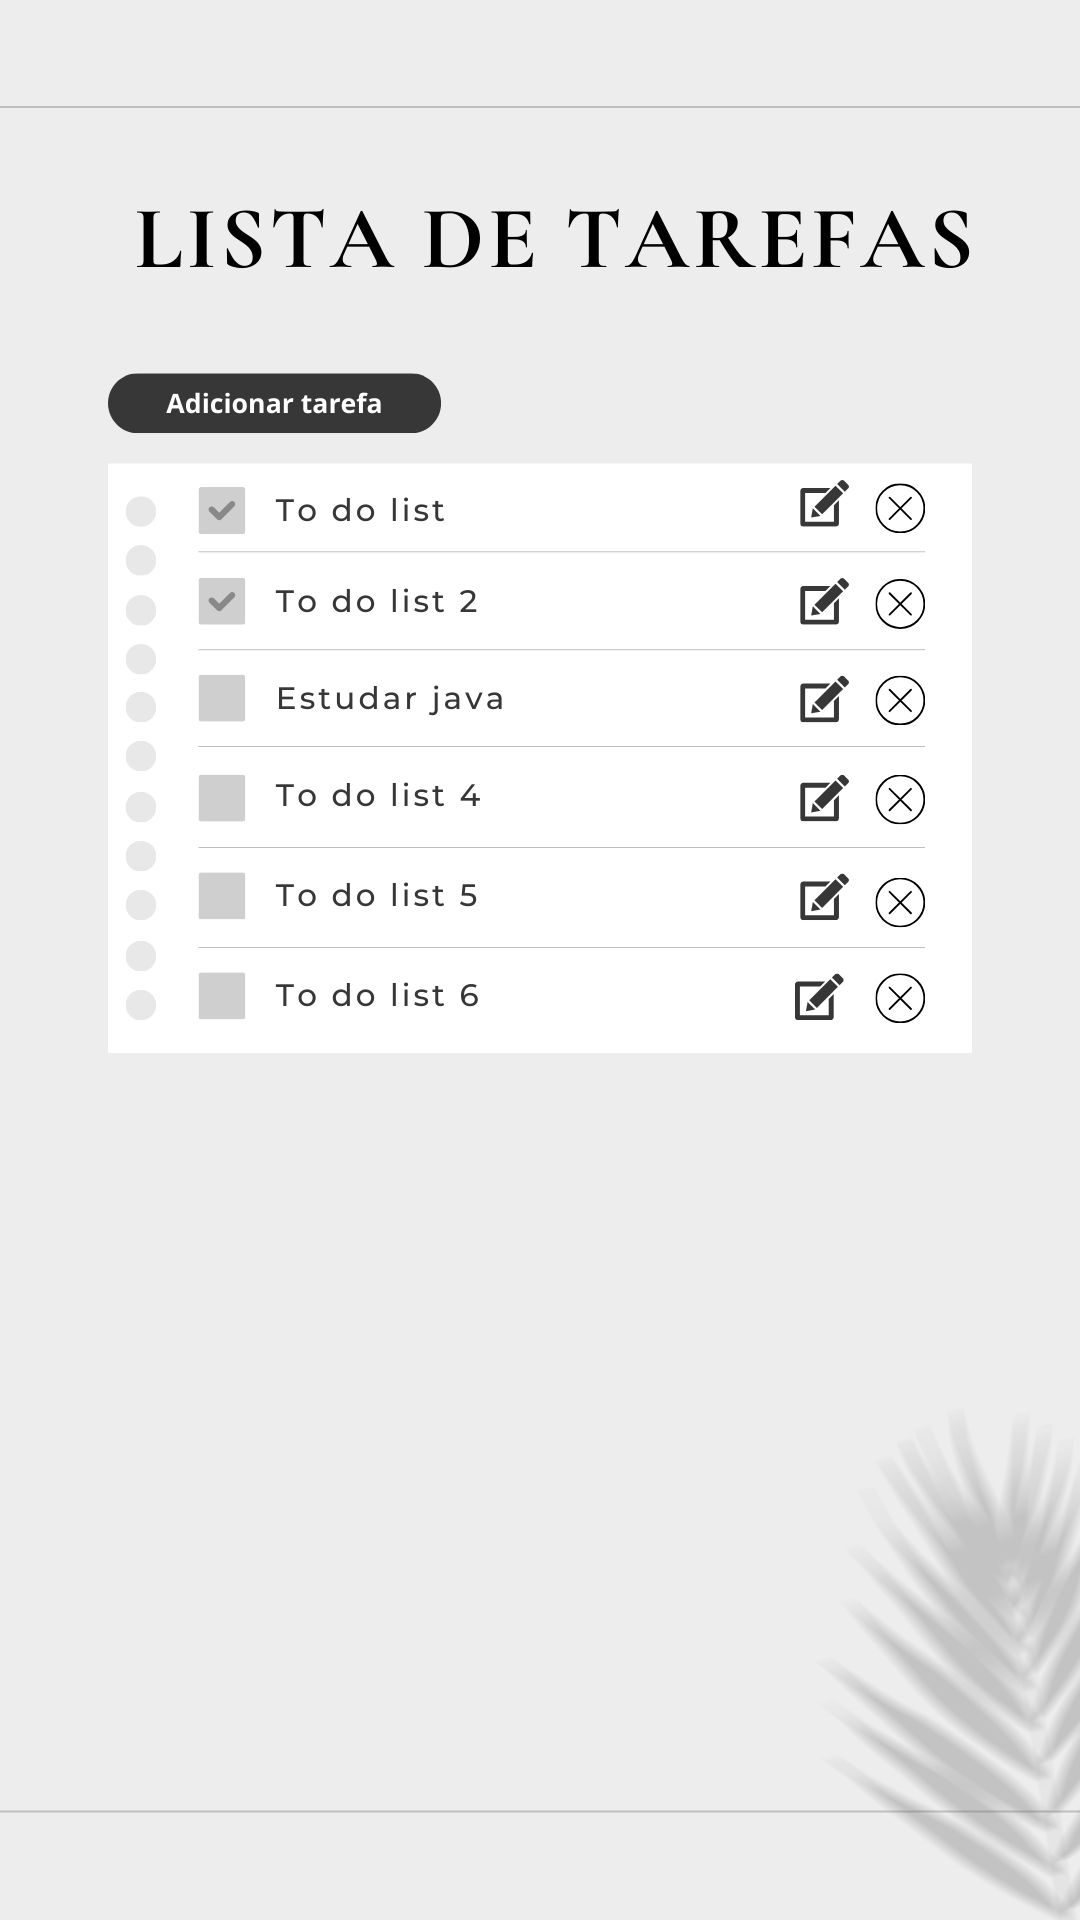 LISTA DE TAREFAS
Adicionar tarefa
To do list
To do list 2
Estudar java
To do list 4
To do list 5
To do list 6